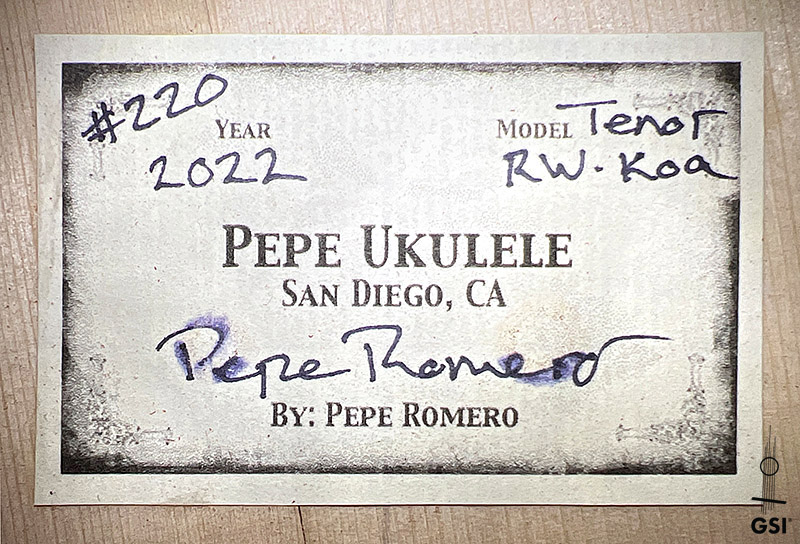 #220
YEAR
2022
MODEL Tenor
RW-Koa
PEPE UKULELE
SAN DIEGO, CA
Pepe Romero
BY: PEPE ROMERO
GSI